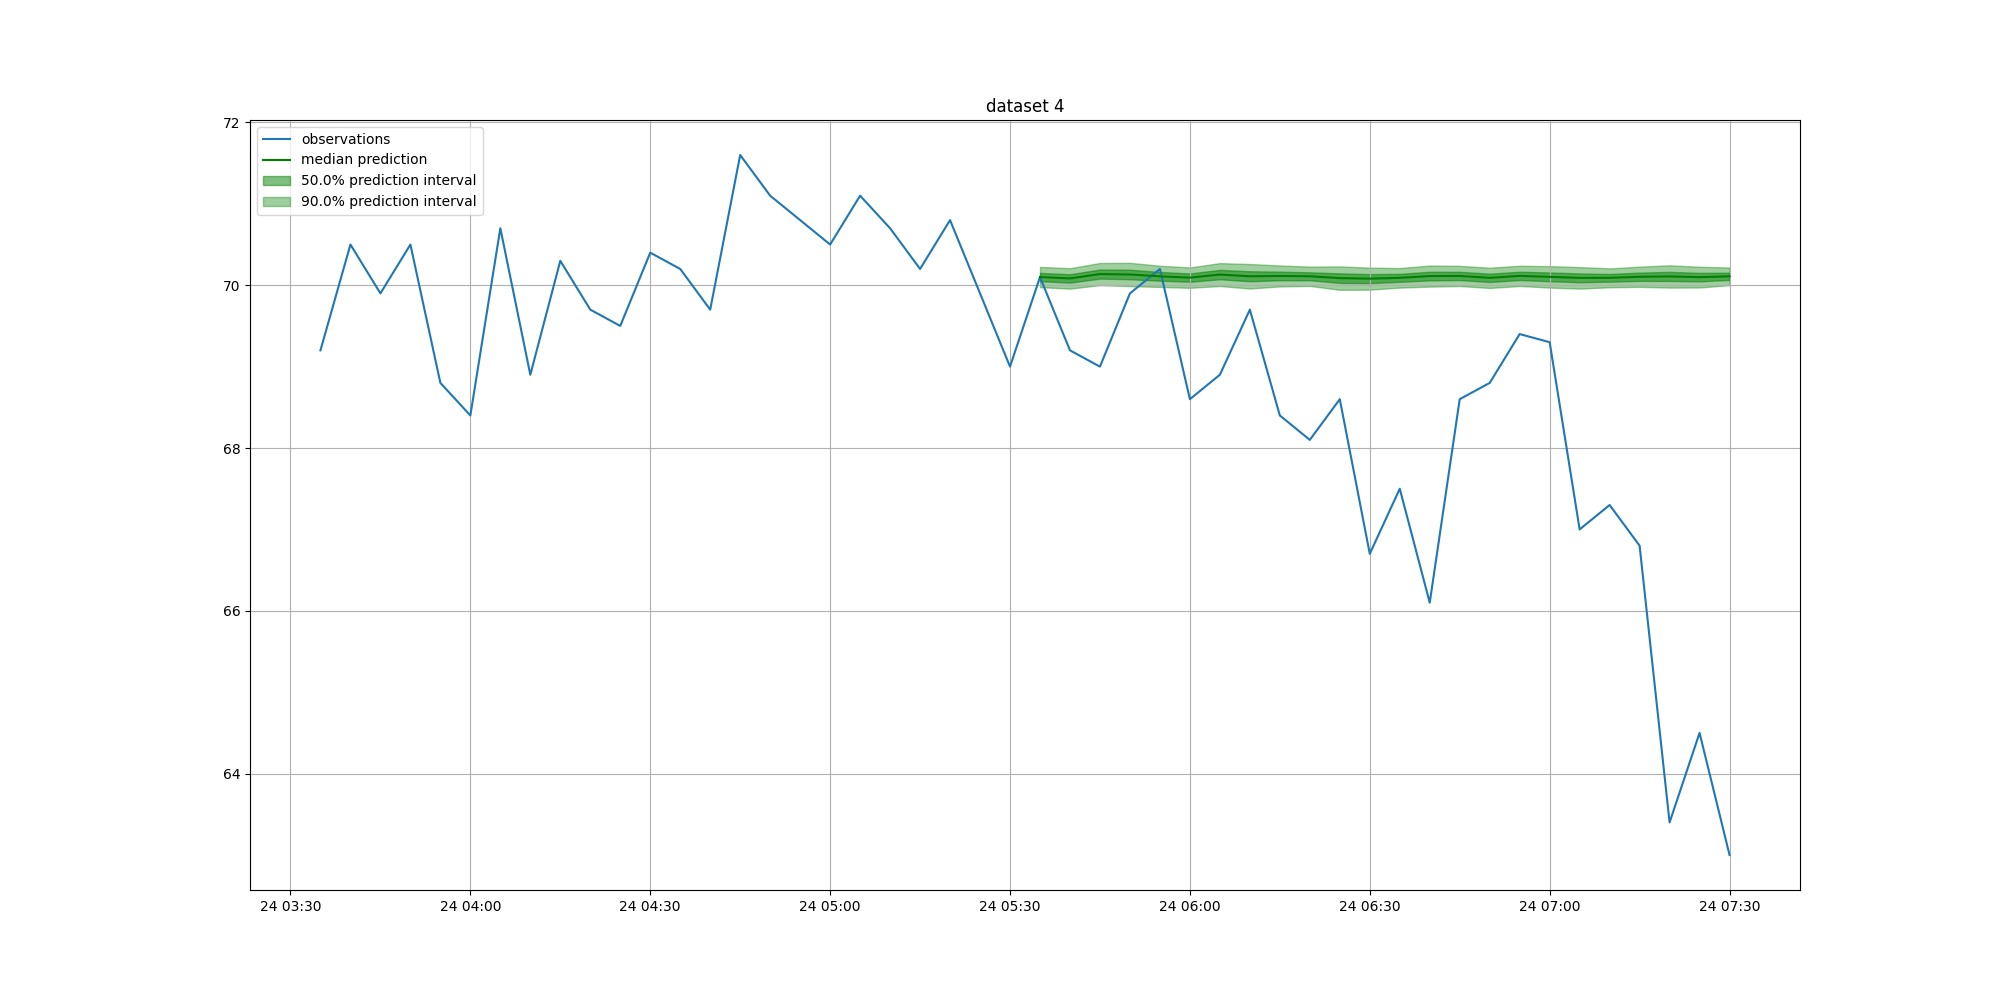 dataset 4
72
observations
median prediction
50.0% prediction interval
90.0% prediction interval
70
68
66
64
24 03:30 24 04:00 24 04:30 24 05:00 24 05:30 24 06:00 24 06:30 24 07:00 24 07:30